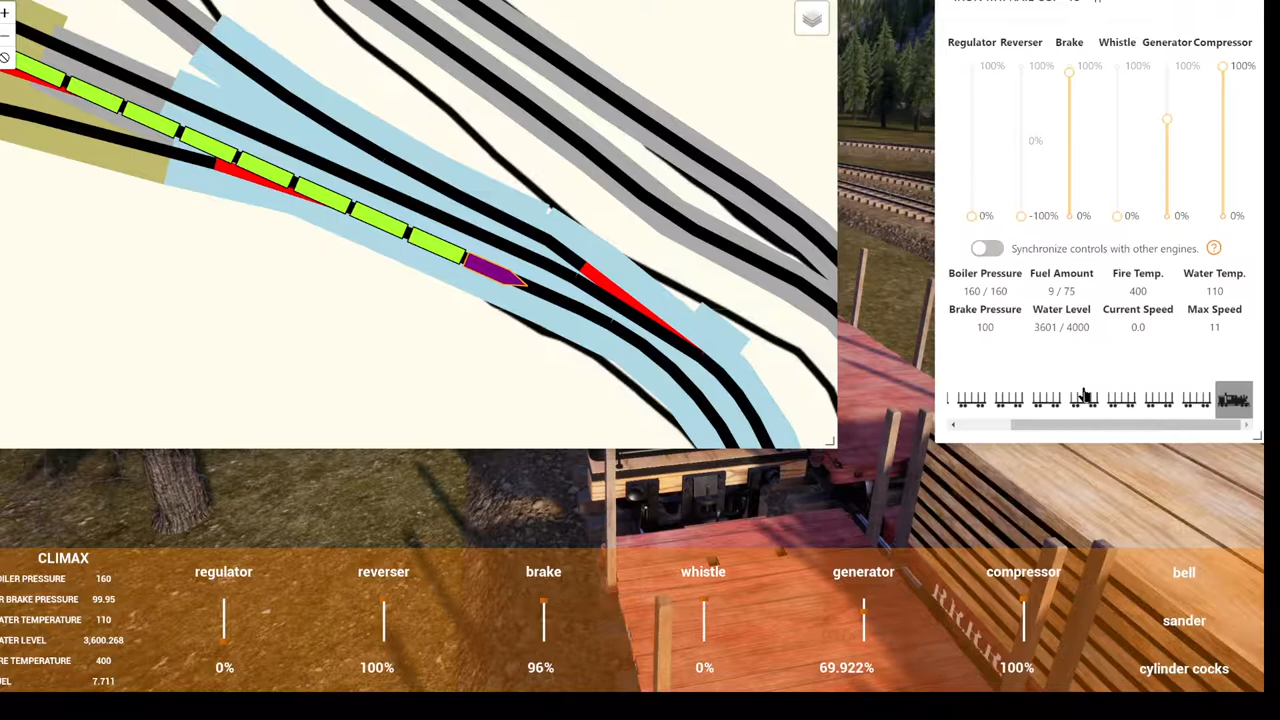 +
−
Regulator Reverser Brake Whistle Generator Compressor
100% 100% 100% 100% 100% 100%
0%
0% -100% 0% 0% 0% 0%
Synchronize controls with other engines. ?
Boiler Pressure Fuel Amount Fire Temp. Water Temp.
160 / 160 9 / 75 400 110
Brake Pressure Water Level Current Speed Max Speed
100 3601 / 4000 0.0 11
RRRR
CLIMAX
OILER PRESSURE 160
R BRAKE PRESSURE 99.95
ATER TEMPERATURE 110
ATER LEVEL 3,600.268
RE TEMPERATURE 400
UEL 7.711
regulator reverser brake whistle generator compressor bell
sander
0% 100% 96% 0% 69.922% 100% cylinder cocks